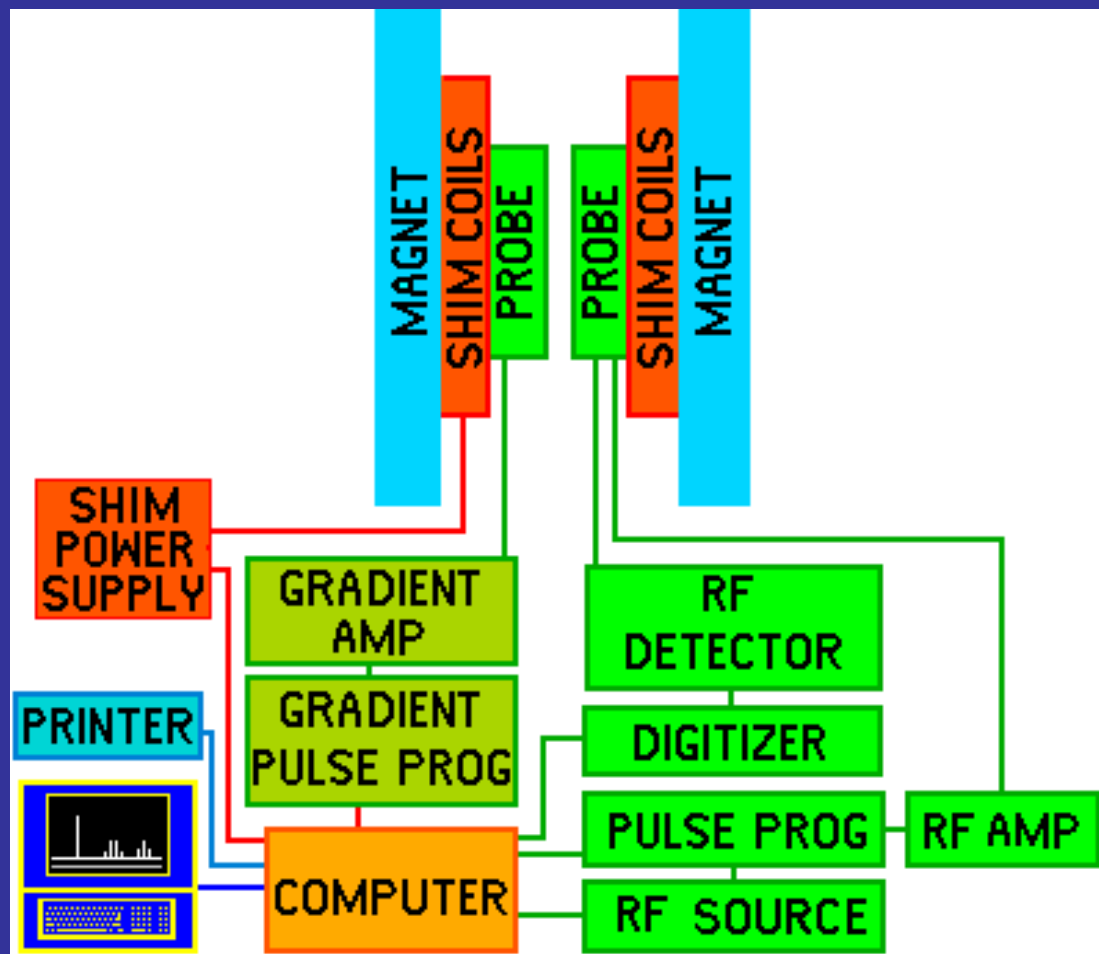 MAGNET
SHIM COILS
PROBE
PROBE
SHIM COILS
MAGNET
SHIM
POWER
SUPPLY
GRADIENT
AMP
RF
DETECTOR
PRINTER
GRADIENT
PULSE PROG
DIGITIZER
PULSE PROG
RF AMP
COMPUTER
RF SOURCE